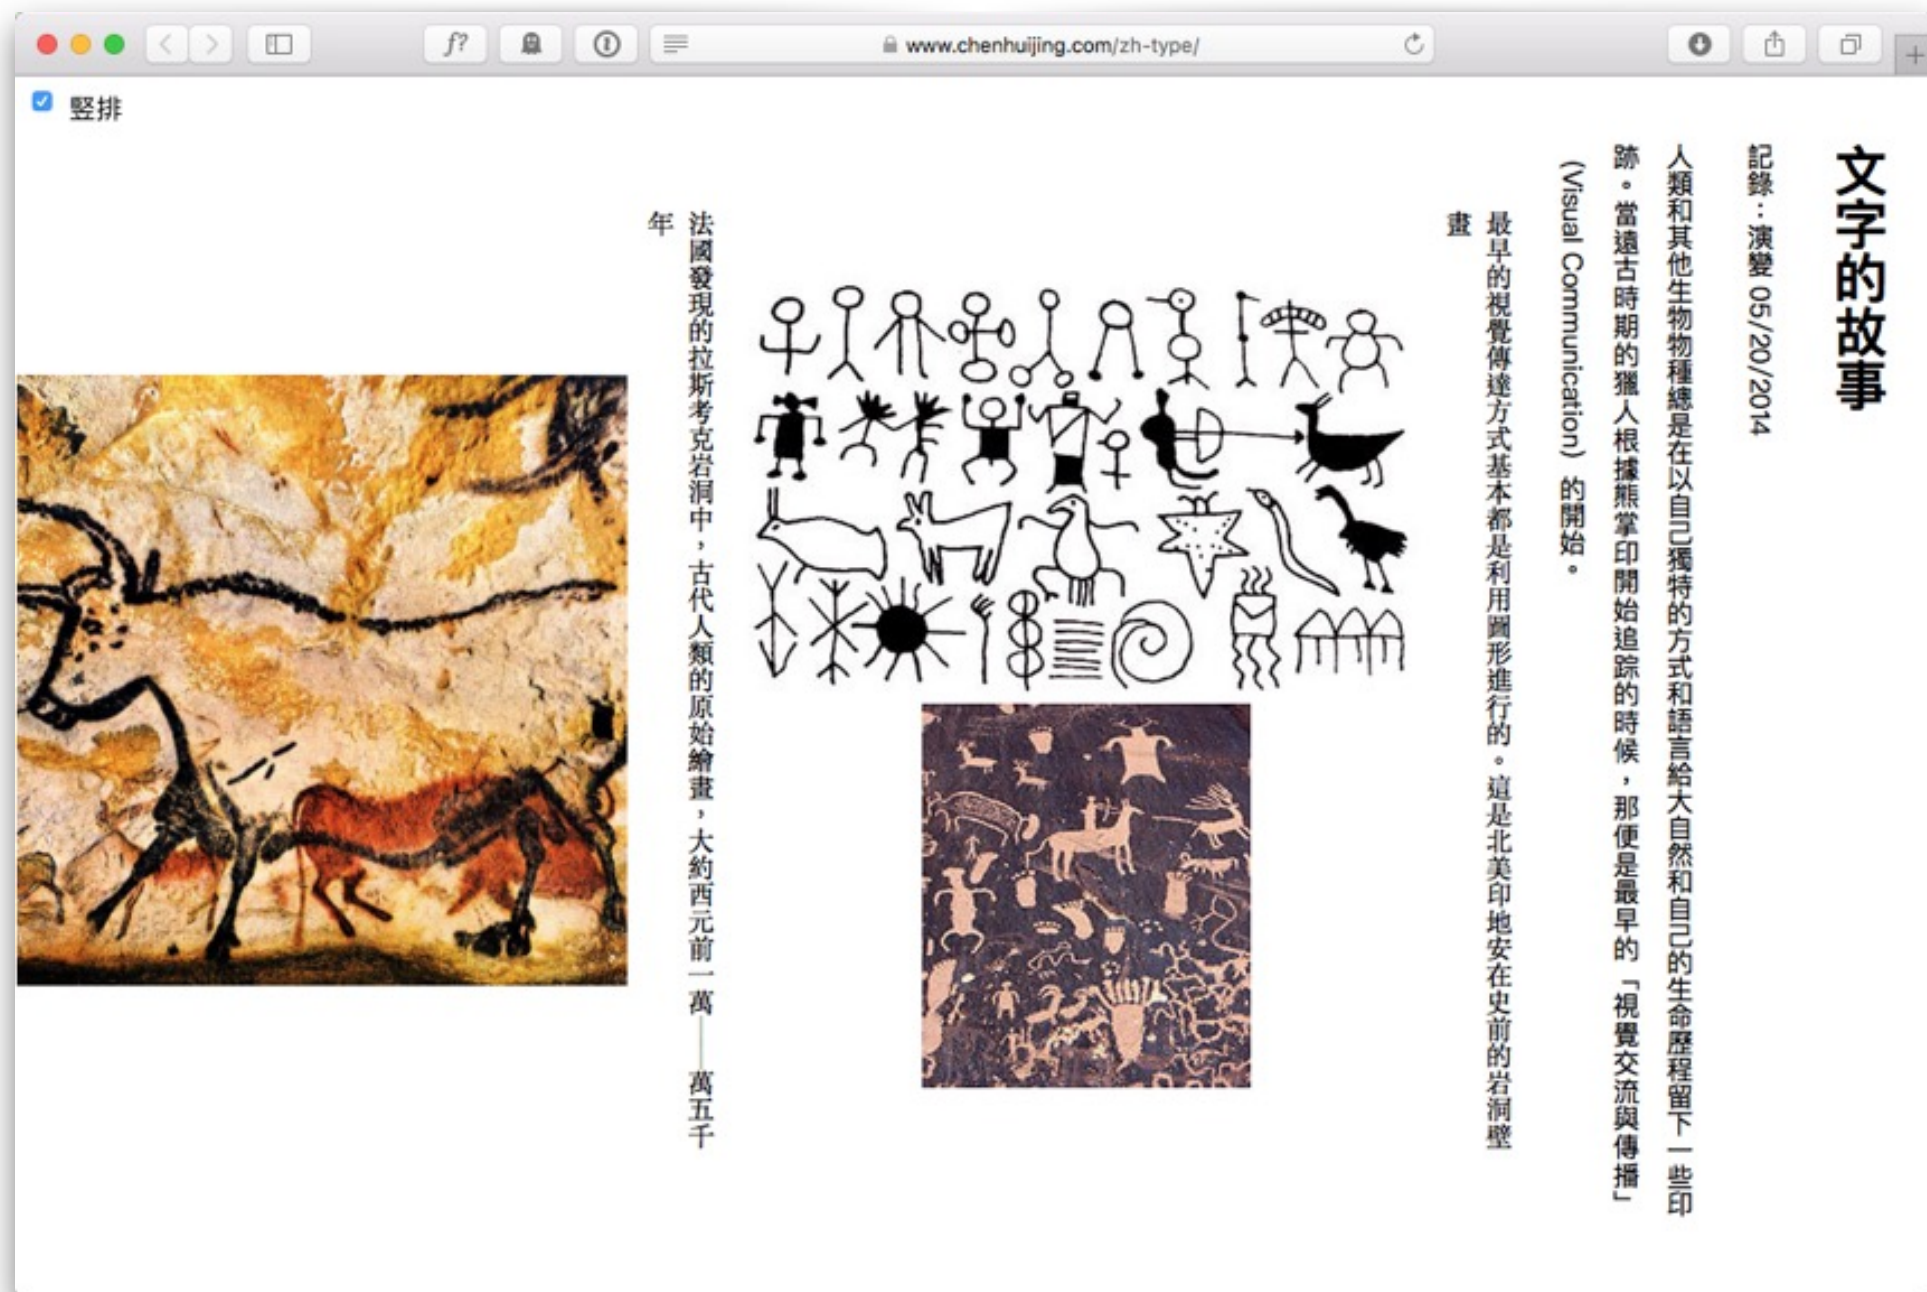 www.chenhuijing.com/zh-type/
竪排
文字的故事
記錄：演變 05/20/2014
人類和其他生物物種總是在以自己獨特的方式和語言給大自然和自己的生命歷程留下一些印
跡。當遠古時期的獵人根據熊掌印開始追踪的時候，那便是最早的「視覺交流與傳播」
(Visual Communication) 的開始。
最早的視覺傳達方式基本都是利用圖形進行的。這是北美印地安在史前的岩洞壁
畫
法國發現的拉斯考克岩洞中，古代人類的原始繪畫，大約西元前一萬——萬五千
年